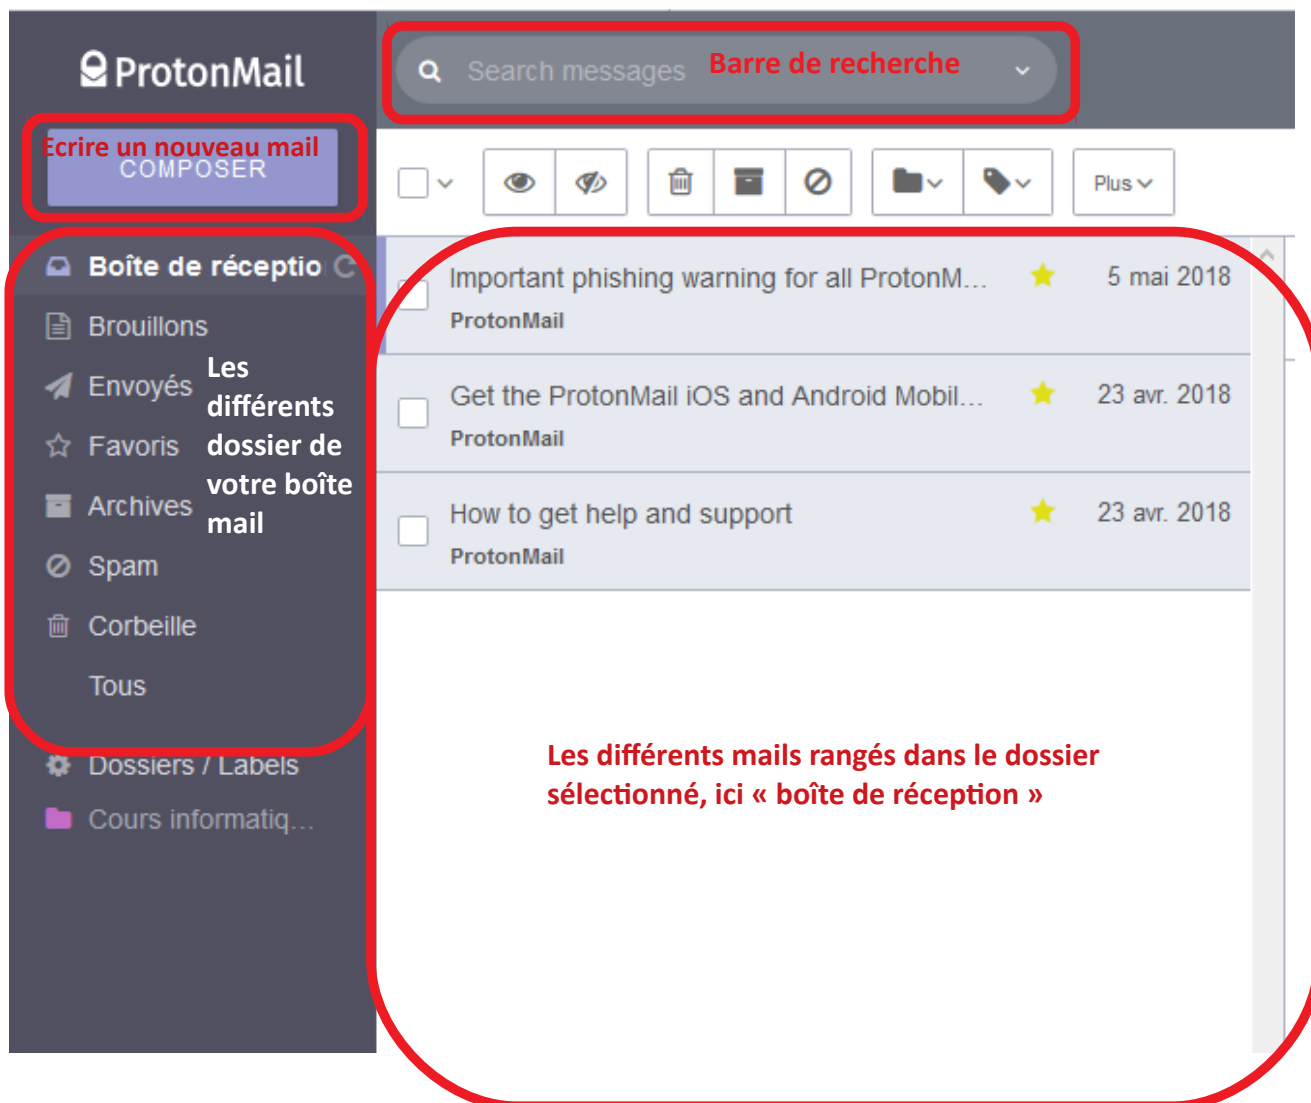 ProtonMail
Search messages
Barre de recherche
Ecrire un nouveau mail
COMPOSER
Plus
Boîte de réceptio
Brouillons
Envoyés
Favoris
Archives
Spam
Corbeille
Tous
Les
différents
dossier de
votre boîte
mail
Dossiers / Labels
Cours informatiq...
Important phishing warning for all ProtonM... 5 mai 2018
ProtonMail
Get the ProtonMail iOS and Android Mobil... 23 avr. 2018
ProtonMail
How to get help and support 23 avr. 2018
ProtonMail
Les différents mails rangés dans le dossier
sélectionné, ici « boîte de réception »